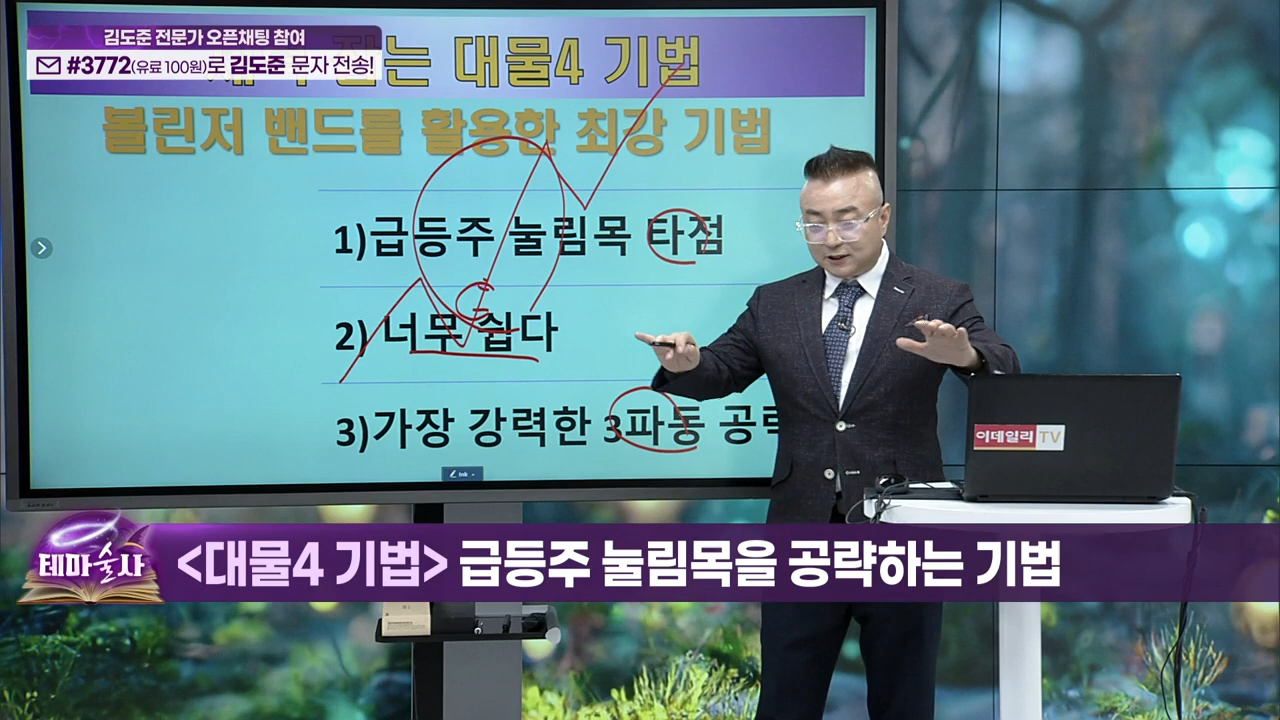 김도준 전문가 오픈채팅 참여
#3772(유료 100원)로 김도준 문자 전송!
잡는 대물4 기법
볼린저 밴드를 활용한 최강 기법
1)급등주 눌림목 타점
2) 너무 쉽다
3)가장 강력한 3파동 공략
Ink
이데일리 TV
테마술사
<대물4 기법> 급등주 눌림목을 공략하는 기법